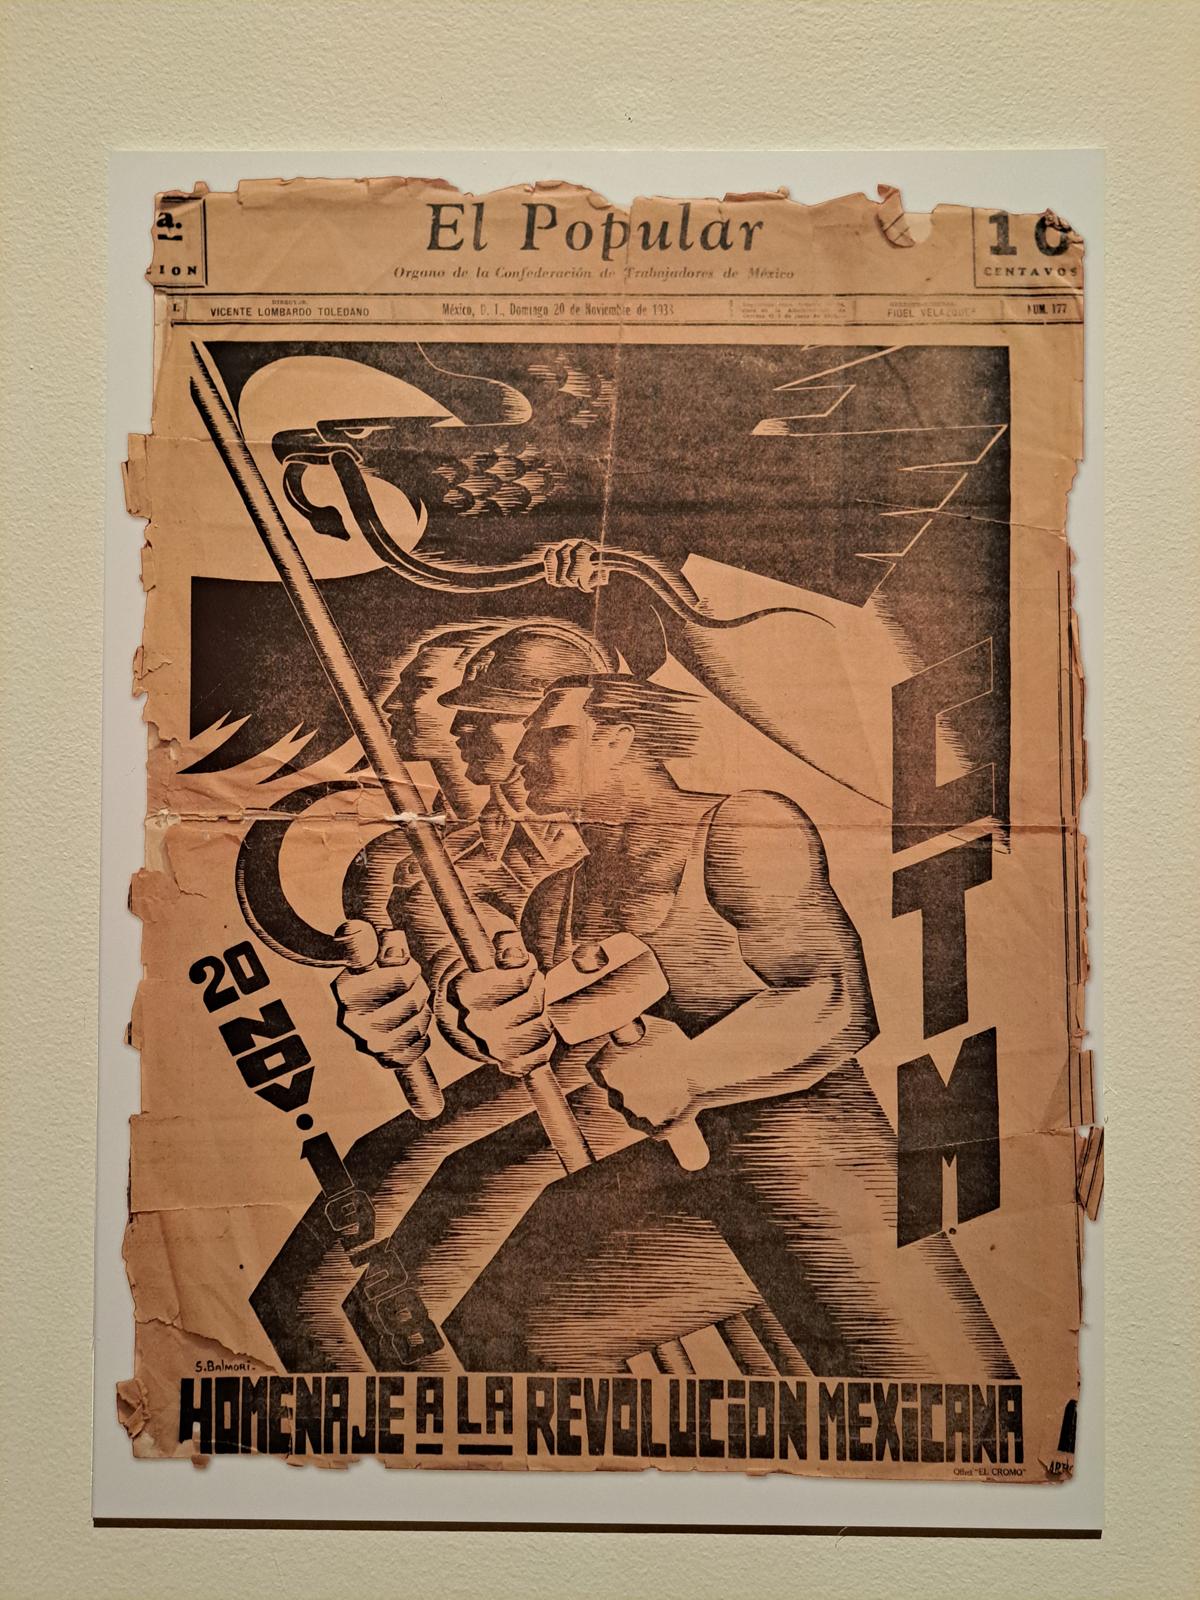 a.
ION
El Popular
Organo de la Confederación de Trabajadores de México
10
CENTAVOS
DIRECTOR:
VICENTE LOMBARDO TOLEDANO
México, D. F., Domingo 20 de Noviembre de 1938
FIDEL VELAZQUEZ
NUM. 177
CTM
20
NOV.
1938
S. BAlMORi-
HOMENAJE A LA REVOLUCiON MEXiCANA
Offset "EL CROMO"